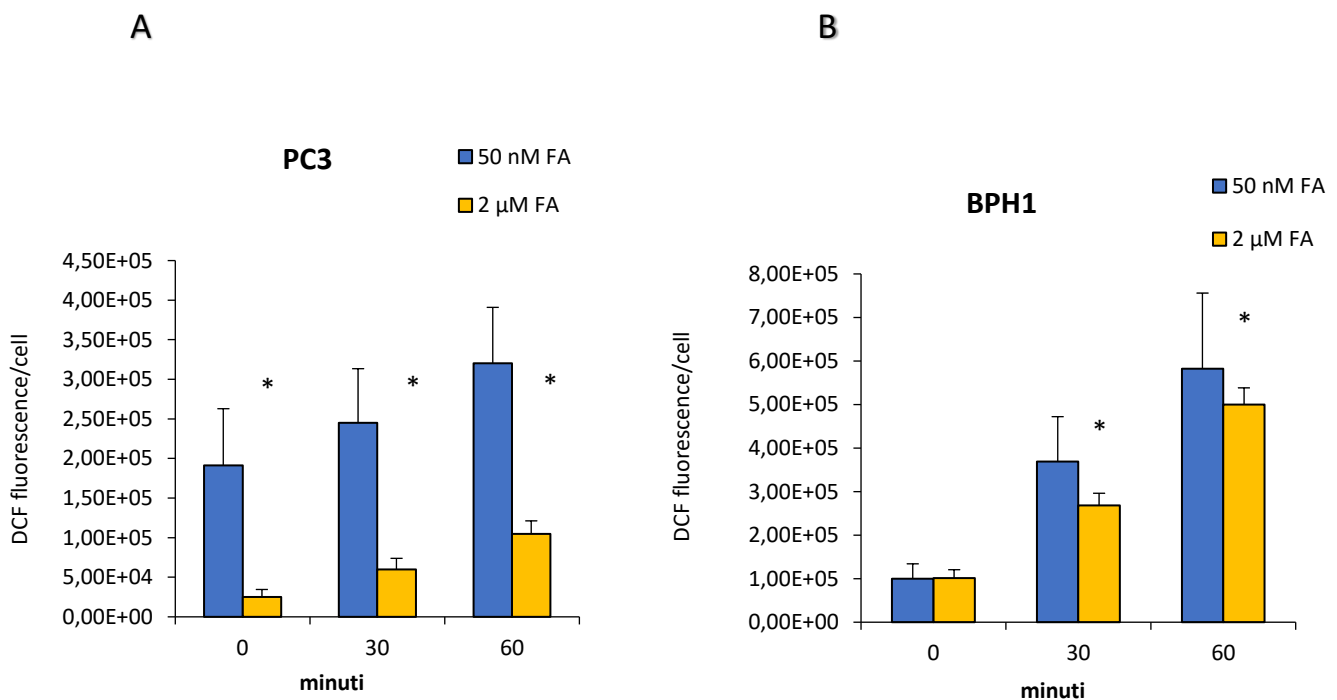 A
PC3
50 nM FA
2 µM FA
DCF fluorescence/cell
4,50E+05
4,00E+05
3,50E+05
3,00E+05
2,50E+05
2,00E+05
1,50E+05
1,00E+05
5,00E+04
0,00E+00
* * *
0 30 60
minuti
B
BPH1
50 nM FA
2 µM FA
DCF fluorescence/cell
8,00E+05
7,00E+05
6,00E+05
5,00E+05
4,00E+05
3,00E+05
2,00E+05
1,00E+05
0,00E+00
*
*
0 30 60
minuti